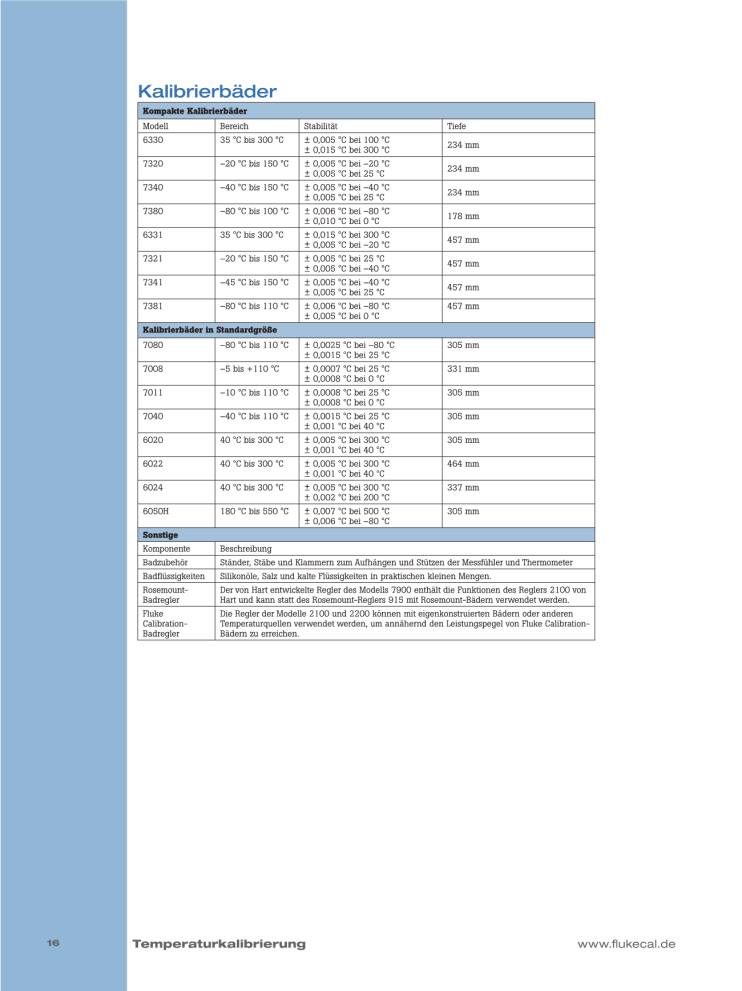 Kalibrierbäder
Kompakte Kalibrierbäder
Modell Bereich Stabilität Tiefe
6330 35 °C bis 300 °C ± 0,005 °C bei 100 °C 234 mm
± 0,015 °C bei 300 °C
7320 –20 °C bis 150 °C ± 0,005 °C bei –20 °C 234 mm
± 0,005 °C bei 25 °C
7340 –40 °C bis 150 °C ± 0,005 °C bei –40 °C 234 mm
± 0,005 °C bei 25 °C
7380 –80 °C bis 100 °C ± 0,006 °C bei –80 °C 178 mm
± 0,010 °C bei 0 °C
6331 35 °C bis 300 °C ± 0,015 °C bei 300 °C 457 mm
± 0,005 °C bei –20 °C
7321 –20 °C bis 150 °C ± 0,005 °C bei 25 °C 457 mm
± 0,005 °C bei –40 °C
7341 –45 °C bis 150 °C ± 0,005 °C bei –40 °C 457 mm
± 0,005 °C bei 25 °C
7381 –80 °C bis 110 °C ± 0,006 °C bei –80 °C 457 mm
± 0,005 °C bei 0 °C
Kalibrierbäder in Standardgröße
7080 –80 °C bis 110 °C ± 0,0025 °C bei –80 °C 305 mm
± 0,0015 °C bei 25 °C
7008 –5 bis +110 °C ± 0,0007 °C bei 25 °C 331 mm
± 0,0008 °C bei 0 °C
7011 –10 °C bis 110 °C ± 0,0008 °C bei 25 °C 305 mm
± 0,0008 °C bei 0 °C
7040 –40 °C bis 110 °C ± 0,0015 °C bei 25 °C 305 mm
± 0,001 °C bei 40 °C
6020 40 °C bis 300 °C ± 0,005 °C bei 300 °C 305 mm
± 0,001 °C bei 40 °C
6022 40 °C bis 300 °C ± 0,005 °C bei 300 °C 464 mm
± 0,001 °C bei 40 °C
6024 40 °C bis 300 °C ± 0,005 °C bei 300 °C 337 mm
± 0,002 °C bei 200 °C
6050H 180 °C bis 550 °C ± 0,007 °C bei 500 °C 305 mm
± 0,006 °C bei –80 °C
Sonstige
Komponente Beschreibung
Badzubehör Ständer, Stäbe und Klammern zum Aufhängen und Stützen der Messfühler und Thermometer
Badflüssigkeiten Silikonöle, Salz und kalte Flüssigkeiten in praktischen kleinen Mengen.
Rosemount- Der von Hart entwickelte Regler des Modells 7900 enthält die Funktionen des Reglers 2100 von
Badregler Hart und kann statt des Rosemount-Reglers 915 mit Rosemount-Bädern verwendet werden.
Fluke Die Regler der Modelle 2100 und 2200 können mit eigenkonstruierten Bädern oder anderen
Calibration- Temperaturquellen verwendet werden, um annähernd den Leistungspegel von Fluke Calibration-
Badregler Bädern zu erreichen.
16 Temperaturkalibrierung www.flukecal.de